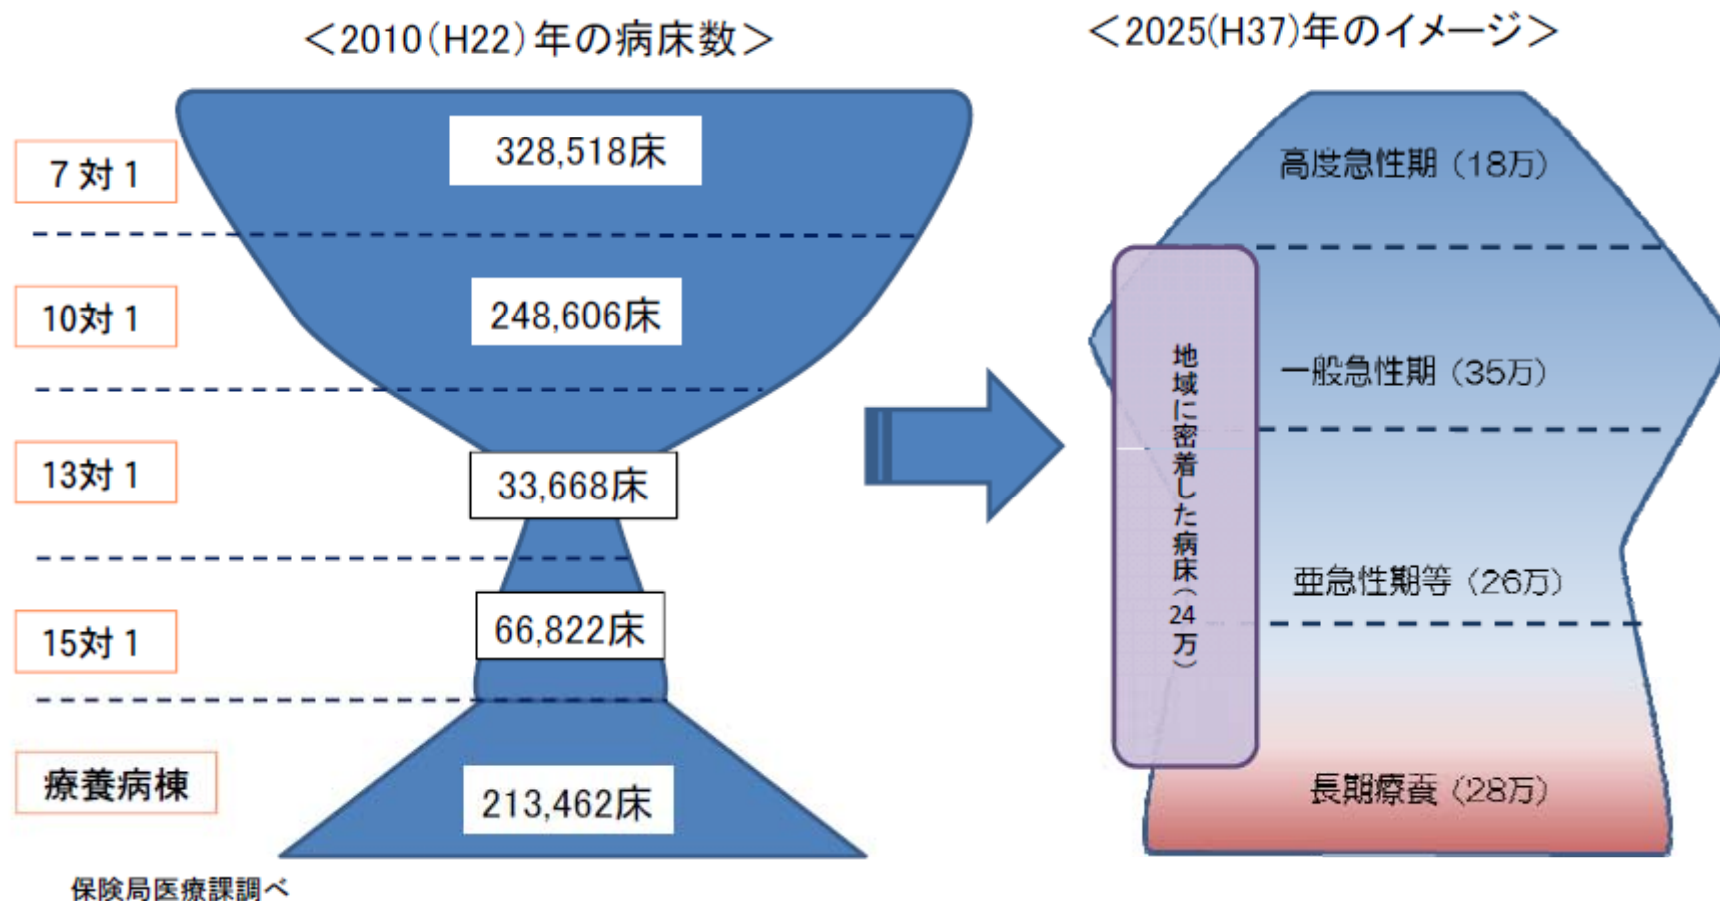 ＜2010(H22)年の病床数＞
7対1
328,518床
10対1
248,606床
13対1
33,668床
15対1
66,822床
療養病棟
213,462床
保険局医療課調べ
＜2025(H37)年のイメージ＞
高度急性期（18万）
一般急性期（35万）
亜急性期等（26万）
長期療養（28万）
地域に密着した病床（24万）